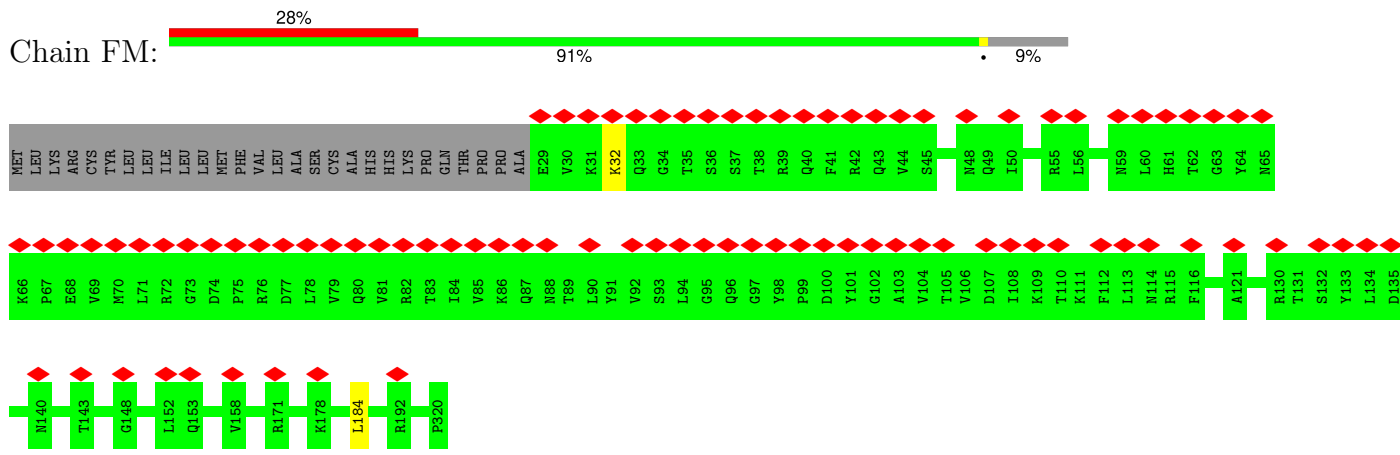 28%
Chain FM:
91%
• 9%
MET LEU LYS ARG CYS TYR LEU LEU ILE LEU LEU MET PHE VAL LEU ALA SER CYS ALA HIS HIS LYS PRO GLN THR PRO PRO ALA E29 V30 K31 K32 Q33 G34 T35 S36 S37 T38 R39 Q40 F41 R42 Q43 V44 S45 N48 Q49 I50 R55 L56 N59 L60 H61 T62 G63 Y64 N65
K66 P67 E68 V69 M70 L71 R72 G73 D74 P75 R76 D77 L78 V79 Q80 V81 R82 T83 I84 V85 K86 Q87 N88 T89 L90 Y91 V92 S93 L94 G95 Q96 G97 Y98 P99 D100 Y101 G102 A103 V104 T105 V106 D107 I108 K109 T110 K111 F112 L113 N114 R115 F116 A121 R130 T131 S132 Y133 L134 D135
N140 T143 G148 L152 Q153 V158 R171 K178 L184 R192 P320